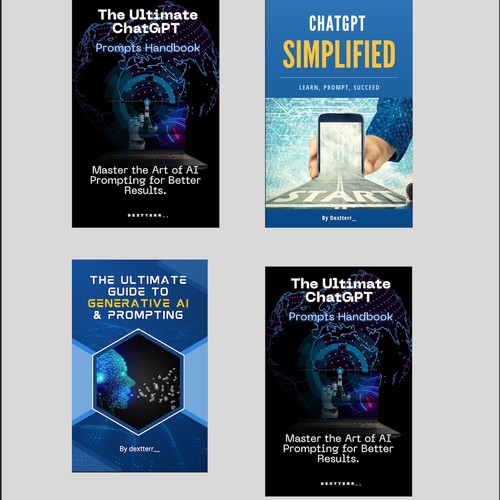 The Ultimate
ChatGPT
Prompts Handbook
Master the Art of AI
Prompting for Better
Results.
DEXTTERR__
CHATGPT
SIMPLIFIED
LEARN, PROMPT, SUCCEED
START
By Dextterr__
THE ULTIMATE
GUIDE TO
GENERATIVE AI
& PROMPTING
By dextterr__
The Ultimate
ChatGPT
Prompts Handbook
Master the Art of AI
Prompting for Better
Results.
DEXTTERR__